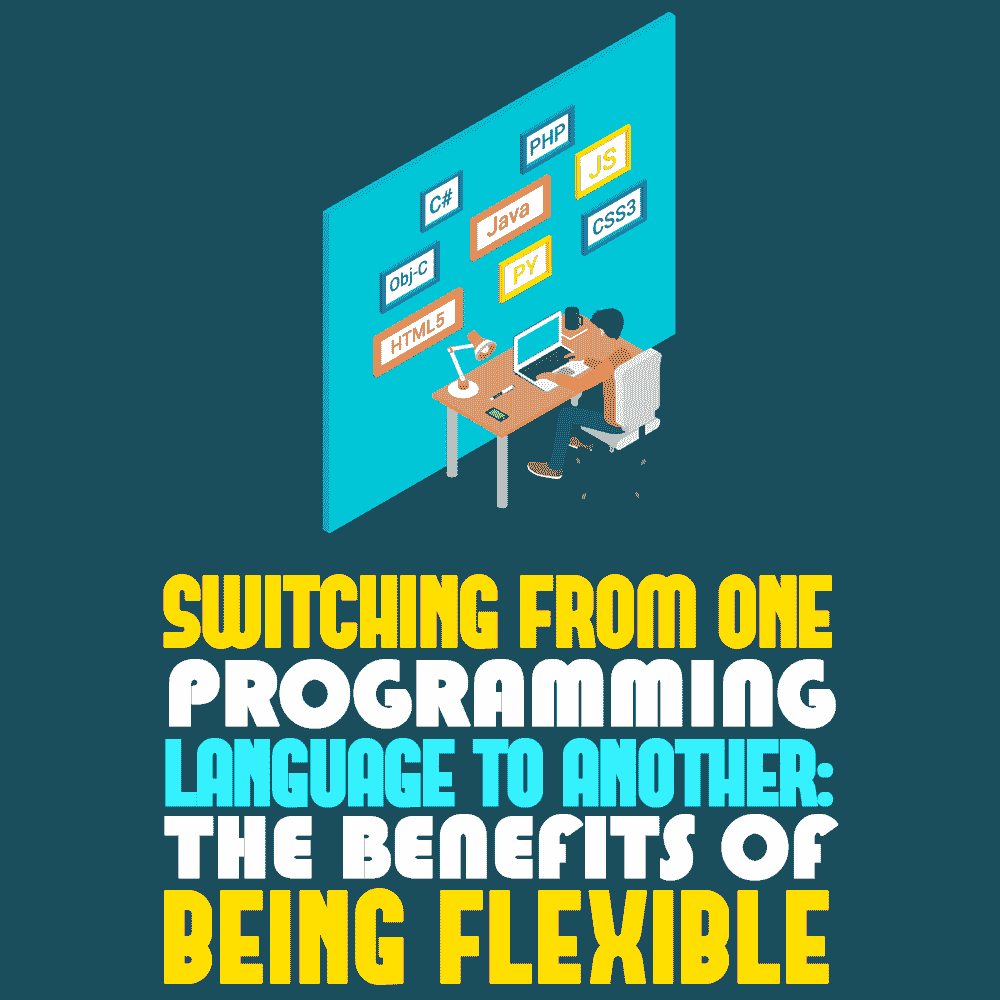 PHP
JS
C#
Java
CSS3
Obj-C
PY
HTML5
SWITCHING FROM ONE
PROGRAMMING
LANGUAGE TO ANOTHER:
THE BENEFITS OF
BEING FLEXIBLE